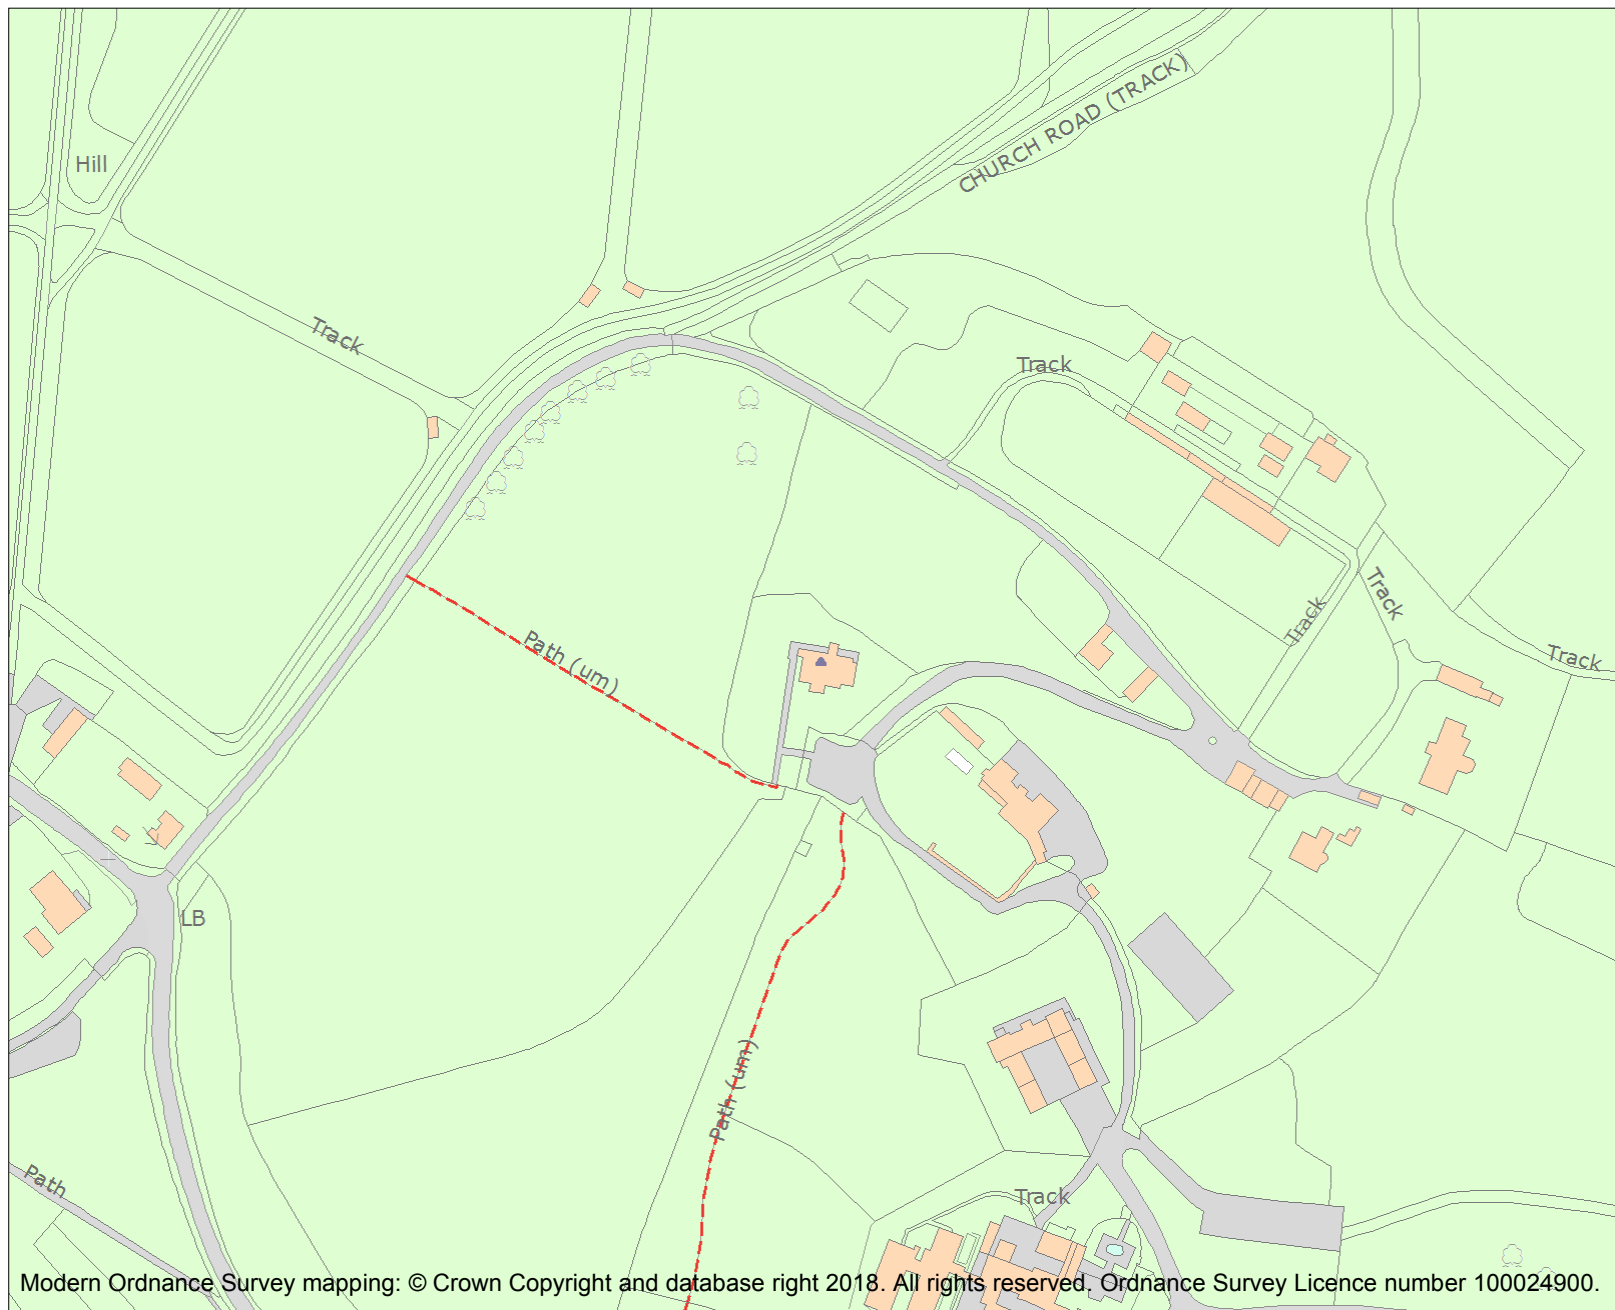 CHURCH ROAD (TRACK)
Hill
Track
Track
Track
Track
Track
Path (um)
LB
Path (um)
Path
Track
Modern Ordnance Survey mapping: © Crown Copyright and database right 2018. All rights reserved. Ordnance Survey Licence number 100024900.